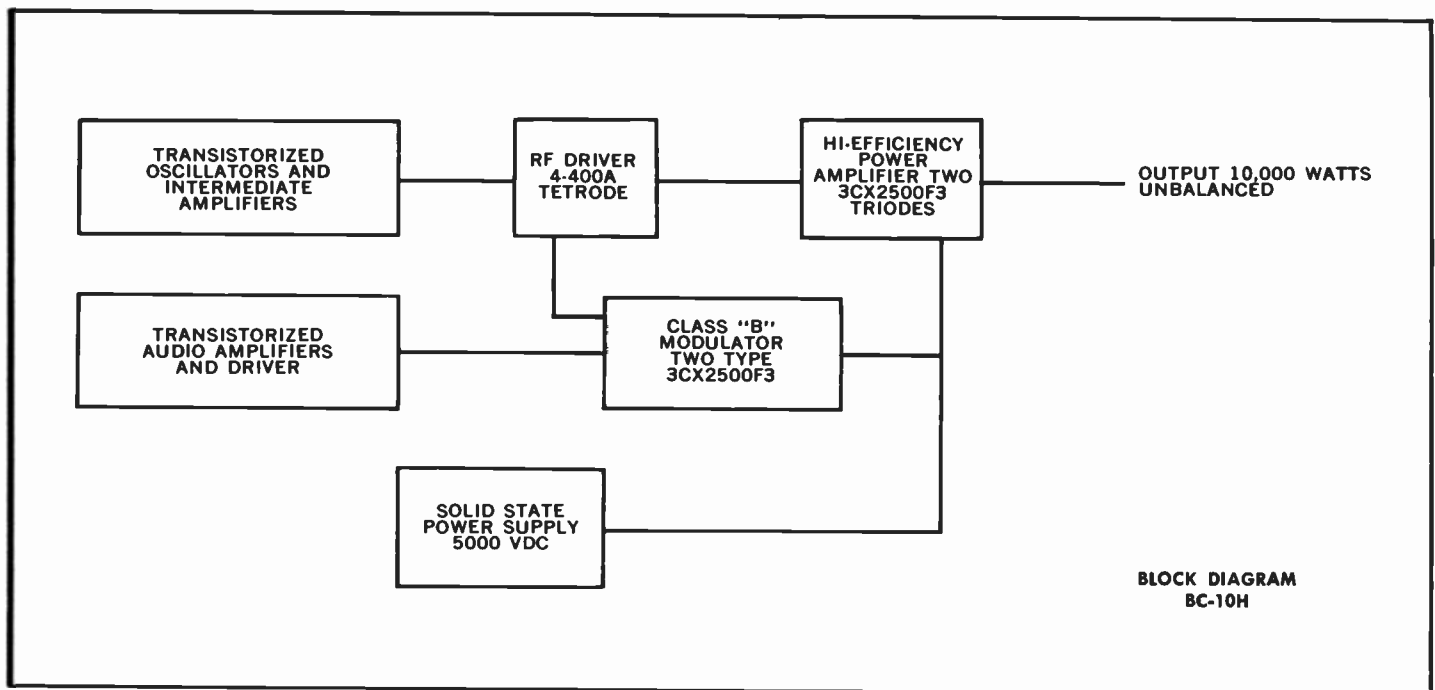 TRANSISTORIZED
OSCILLATORS AND
INTERMEDIATE
AMPLIFIERS
RF DRIVER
4-400A
TETRODE
HI-EFFICIENCY
POWER
AMPLIFIER TWO
3CX2500F3
TRIODES
OUTPUT 10,000 WATTS
UNBALANCED
TRANSISTORIZED
AUDIO AMPLIFIERS
AND DRIVER
CLASS "B"
MODULATOR
TWO TYPE
3CX2500F3
SOLID STATE
POWER SUPPLY
5000 VDC
BLOCK DIAGRAM
BC-10H